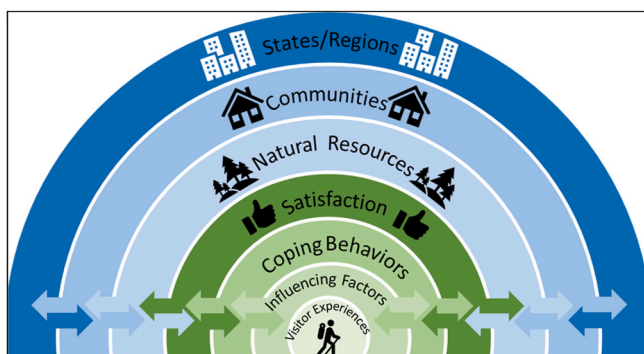 States/Regions
Communities
Natural Resources
Satisfaction
Coping Behaviors
Influencing Factors
Visitor Experiences